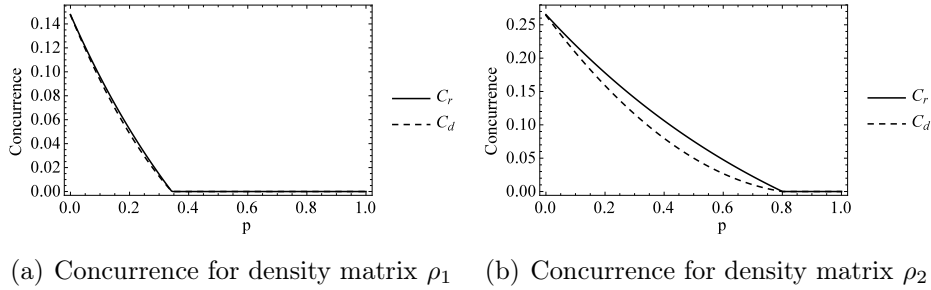 0.14
0.12
0.10
0.08
0.06
0.04
0.02
0.00
Concurrence
0.0 0.2 0.4 0.6 0.8 1.0
p
C_r
C_d
0.25
0.20
0.15
0.10
0.05
0.00
Concurrence
0.0 0.2 0.4 0.6 0.8 1.0
p
C_r
C_d
(a) Concurrence for density matrix ρ₁
(b) Concurrence for density matrix ρ₂